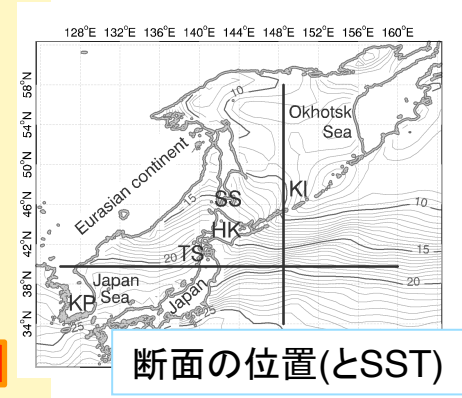 128°E 132°E 136°E 140°E 144°E 148°E 152°E 156°E 160°E
58°N
54°N
50°N
46°N
42°N
38°N
34°N
10
Okhotsk
Sea
Eurasian continent
15
SS
KI
HK
10
TS
20
15
Japan
Sea
20
Japan
KP
25
25
断面の位置(とSST)